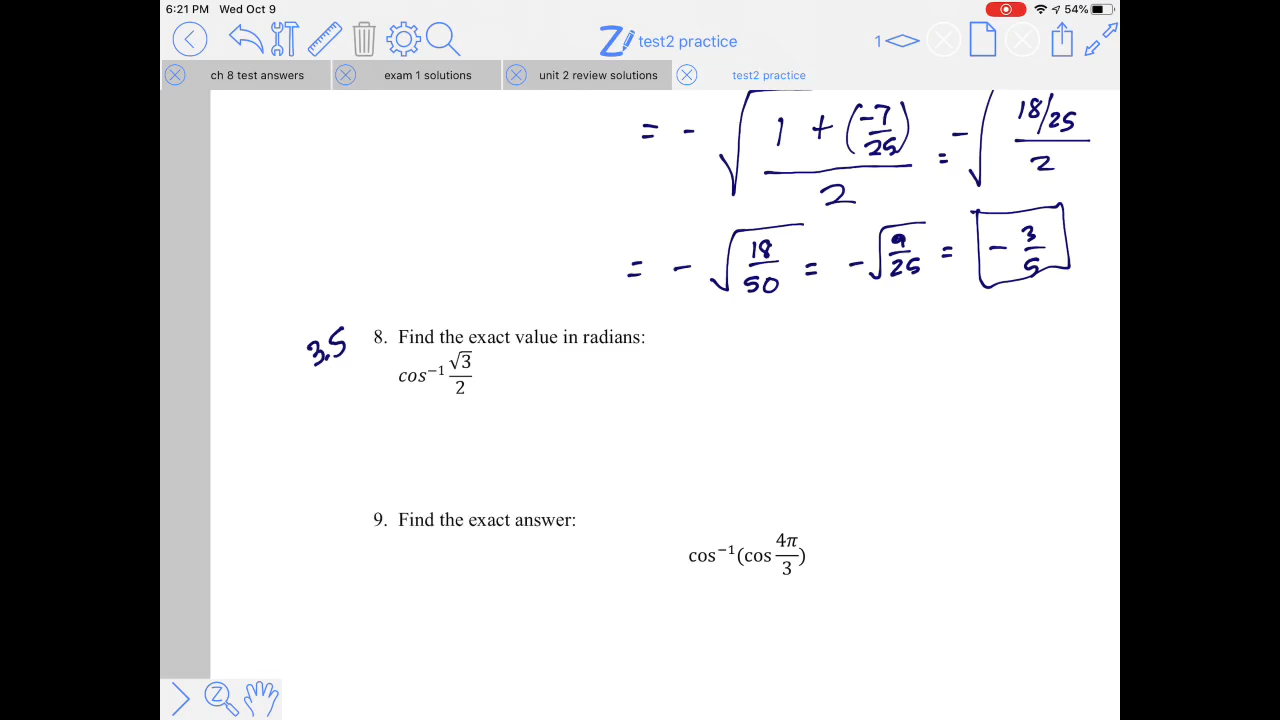 6:21 PM Wed Oct 9 54%
test2 practice 1
ch 8 test answers exam 1 solutions unit 2 review solutions test2 practice
= - √((1 + (-7/25))/2) = -√((18/25)/2)
= -√(18/50) = -√(9/25) = -3/5
3.5 8. Find the exact value in radians:
cos⁻¹ √3/2
9. Find the exact answer:
cos⁻¹(cos 4π/3)
Z